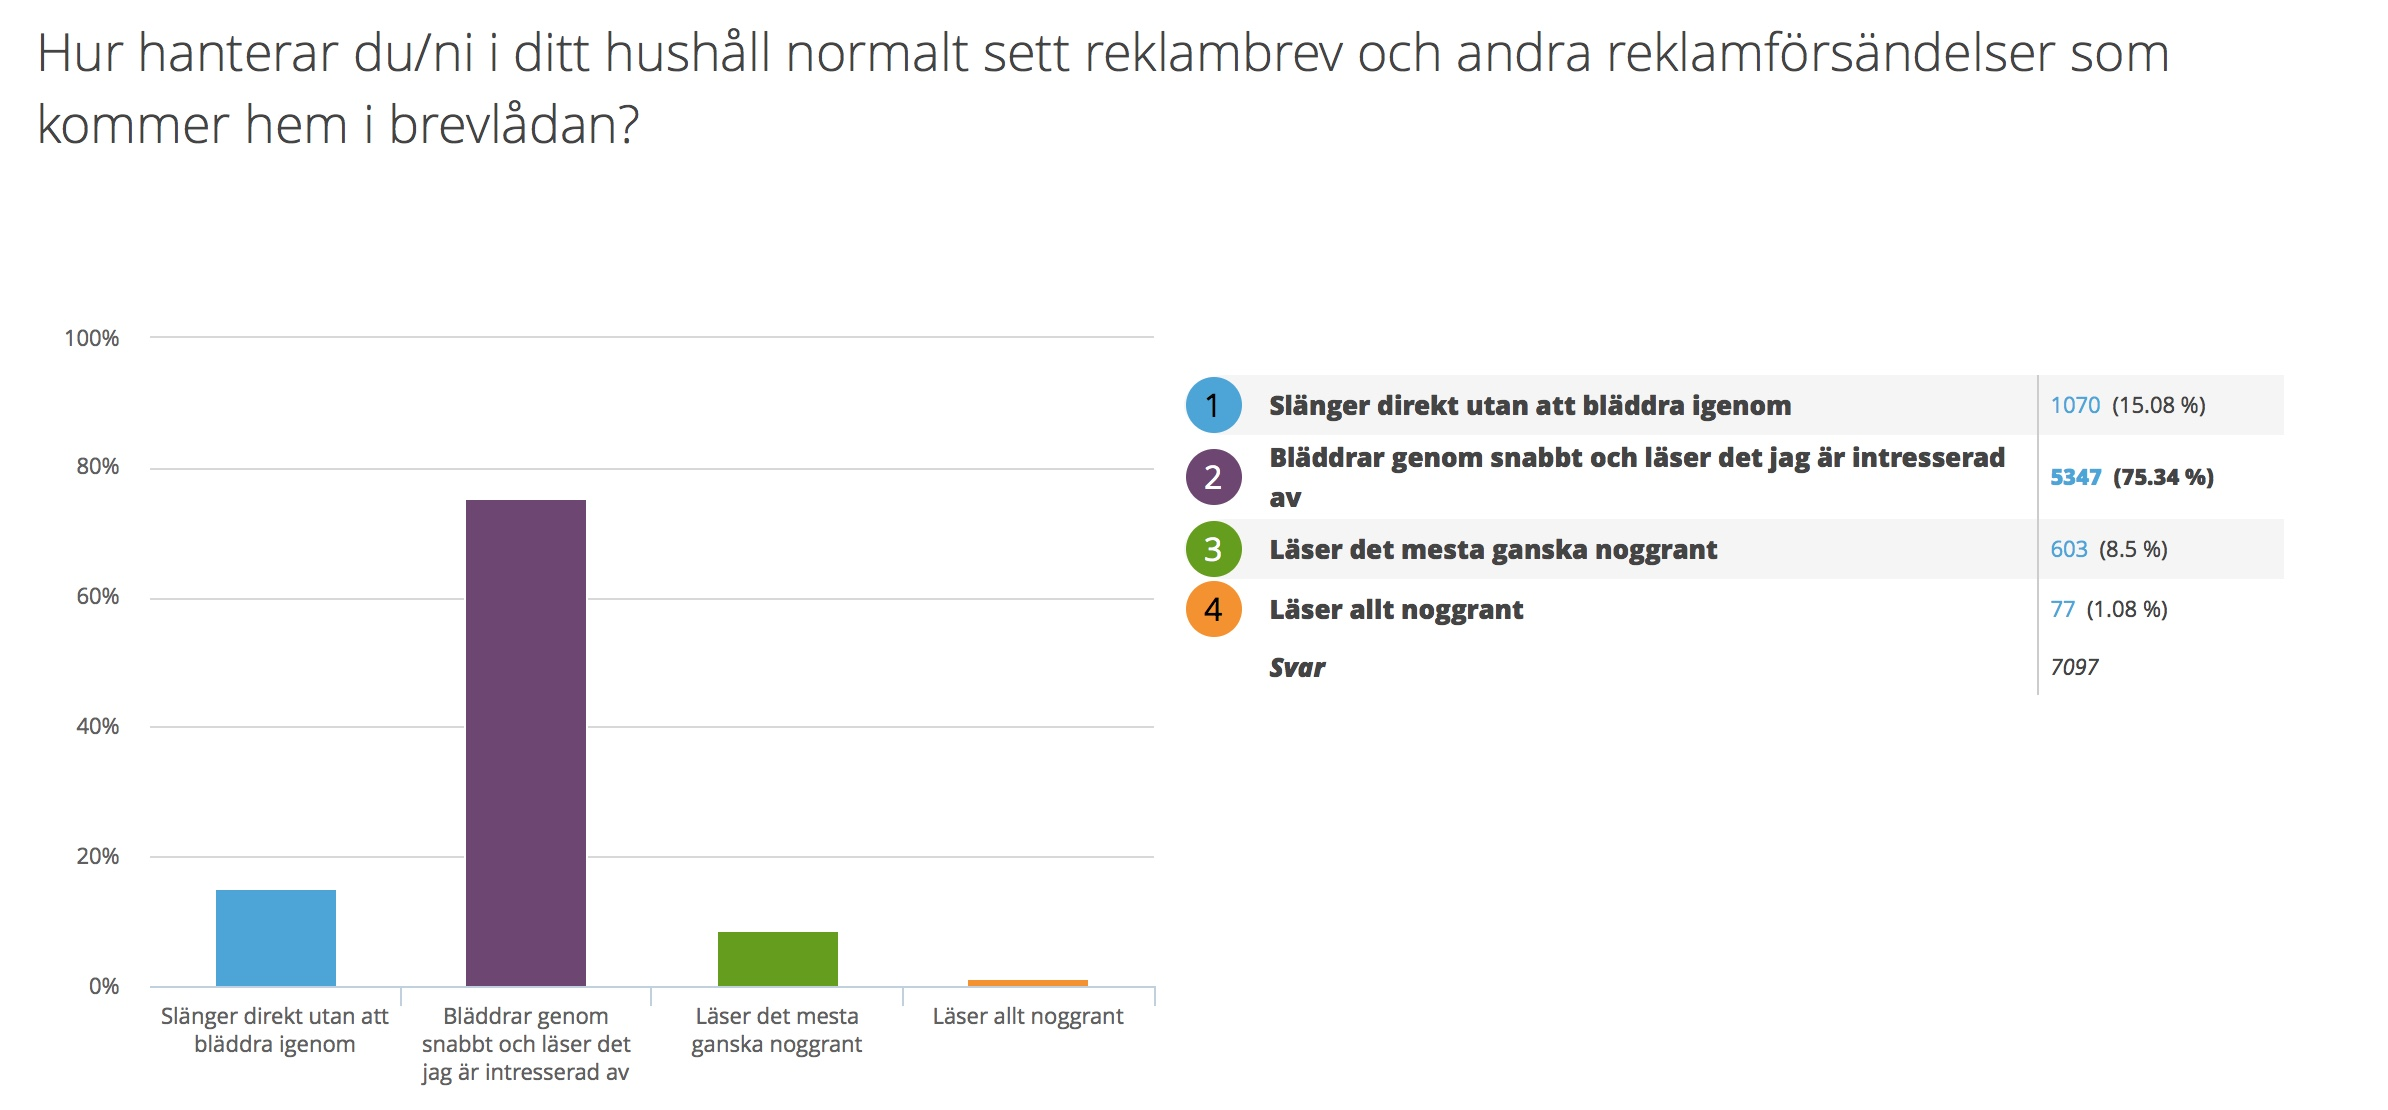 Hur hanterar du/ni i ditt hushåll normalt sett reklambrev och andra reklamförsändelser som
kommer hem i brevlådan?
100%
80%
60%
40%
20%
0%
Slänger direkt utan att
bläddra igenom
Bläddrar genom
snabbt och läser det
jag är intresserad av
Läser det mesta
ganska noggrant
Läser allt noggrant
1 Slänger direkt utan att bläddra igenom 1070 (15.08 %)
2 Bläddrar genom snabbt och läser det jag är intresserad
av 5347 (75.34 %)
3 Läser det mesta ganska noggrant 603 (8.5 %)
4 Läser allt noggrant 77 (1.08 %)
Svar 7097